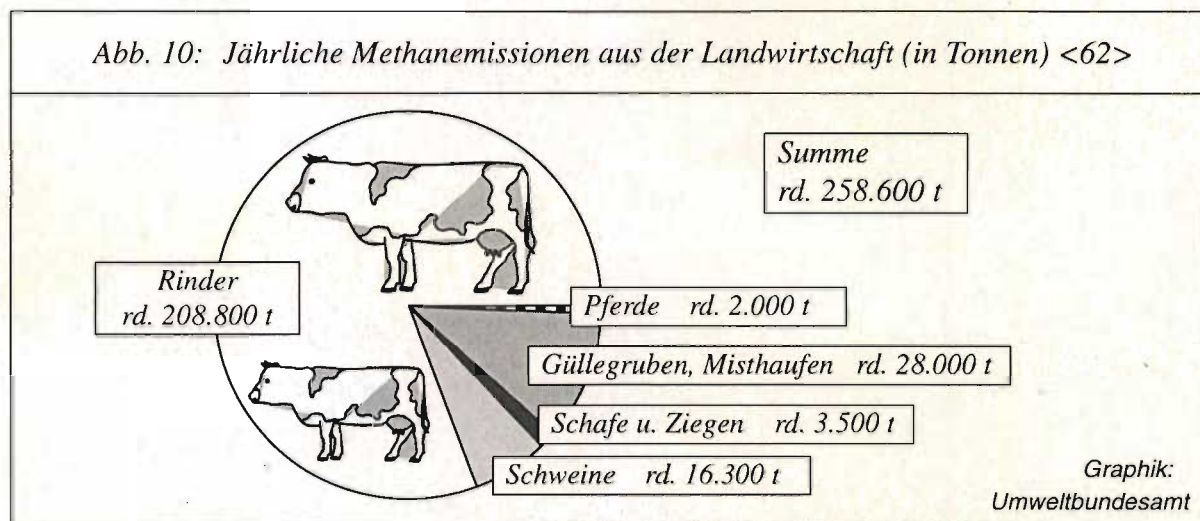 Abb. 10: Jährliche Methanemissionen aus der Landwirtschaft (in Tonnen) <62>
Summe
rd. 258.600 t
Rinder
rd. 208.800 t
Pferde rd. 2.000 t
Güllegruben, Misthaufen rd. 28.000 t
Schafe u. Ziegen rd. 3.500 t
Schweine rd. 16.300 t
Graphik:
Umweltbundesamt